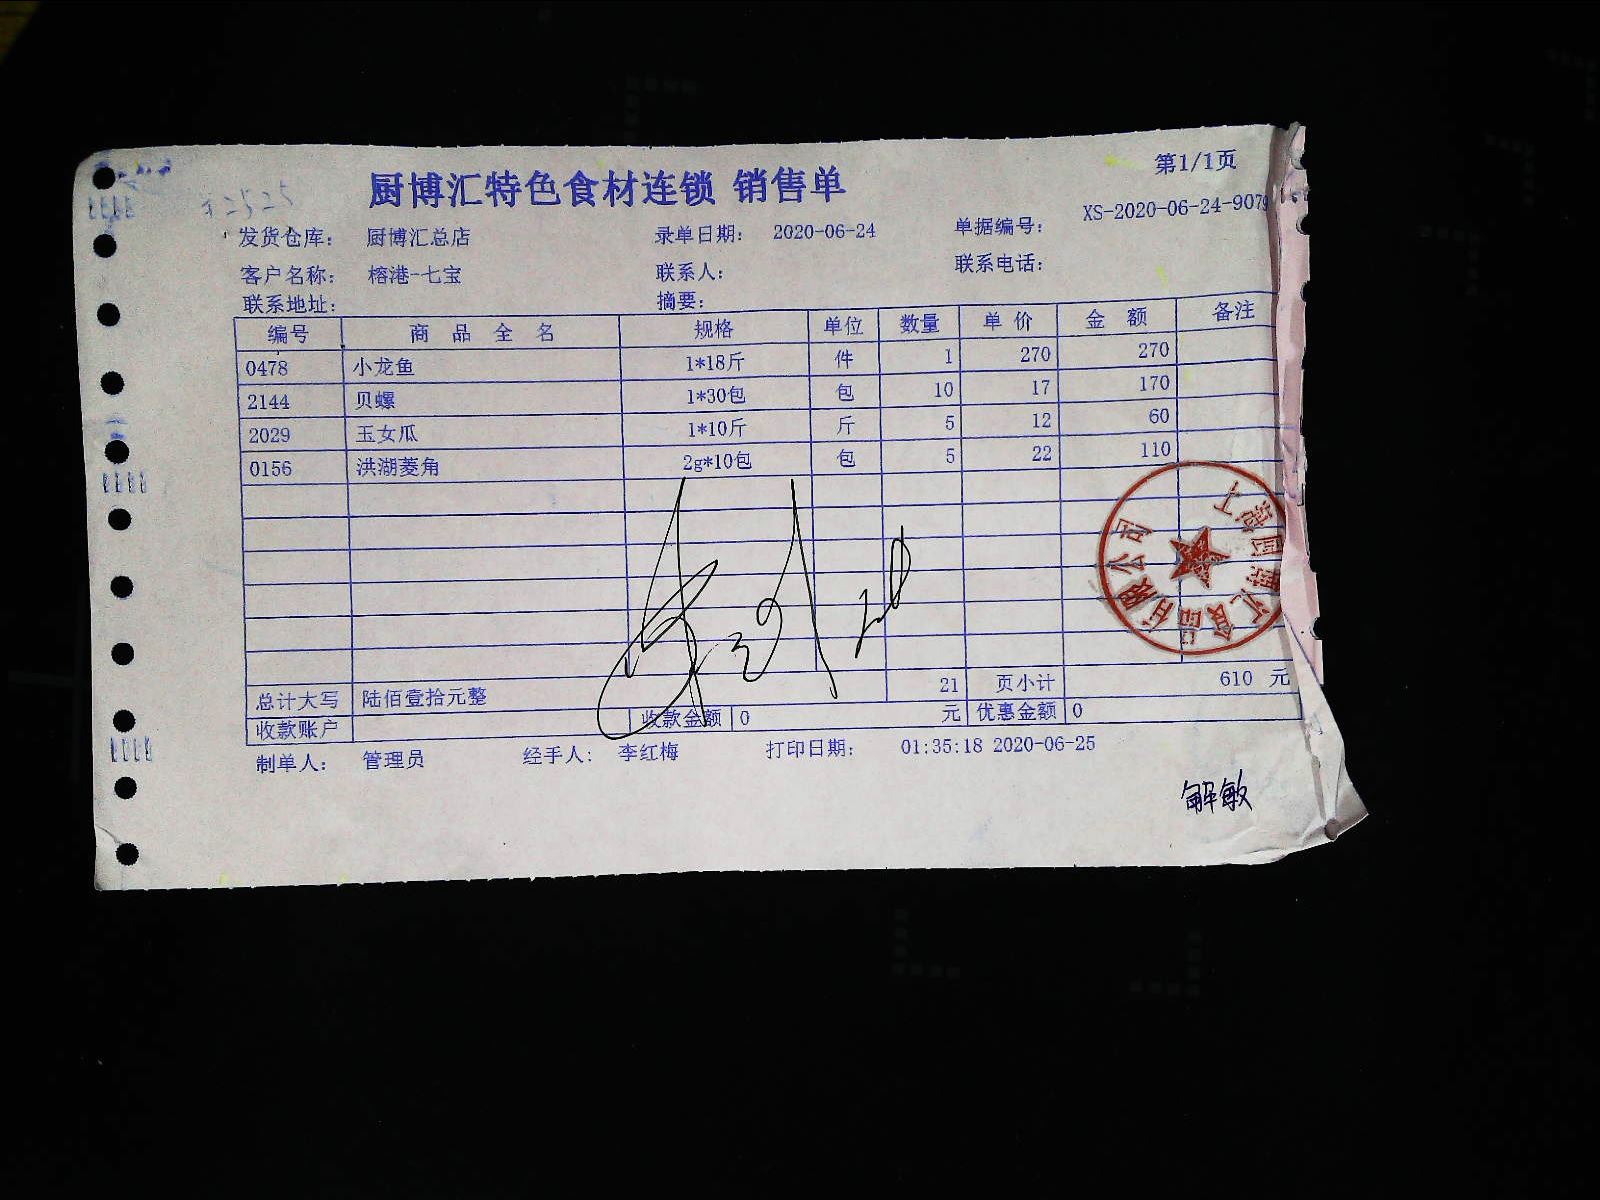 第1/1页
厨博汇特色食材连锁 销售单
发货仓库: 厨博汇总店 录单日期: 2020-06-24 单据编号: XS-2020-06-24-9079
客户名称: 榕港-七宝 联系人: 联系电话:
联系地址: 摘要:
编号 商品全名 规格 单位 数量 单价 金额 备注
0478 小龙鱼 1*18斤 件 1 270 270
2144 贝螺 1*30包 包 10 17 170
2029 玉女瓜 1*10斤 斤 5 12 60
0156 洪湖菱角 2g*10包 包 5 22 110
总计大写 陆佰壹拾元整 21 页小计 610 元
收款账户 收款金额 0 元 优惠金额 0
制单人: 管理员 经手人: 李红梅 打印日期: 01:35:18 2020-06-25
解敏